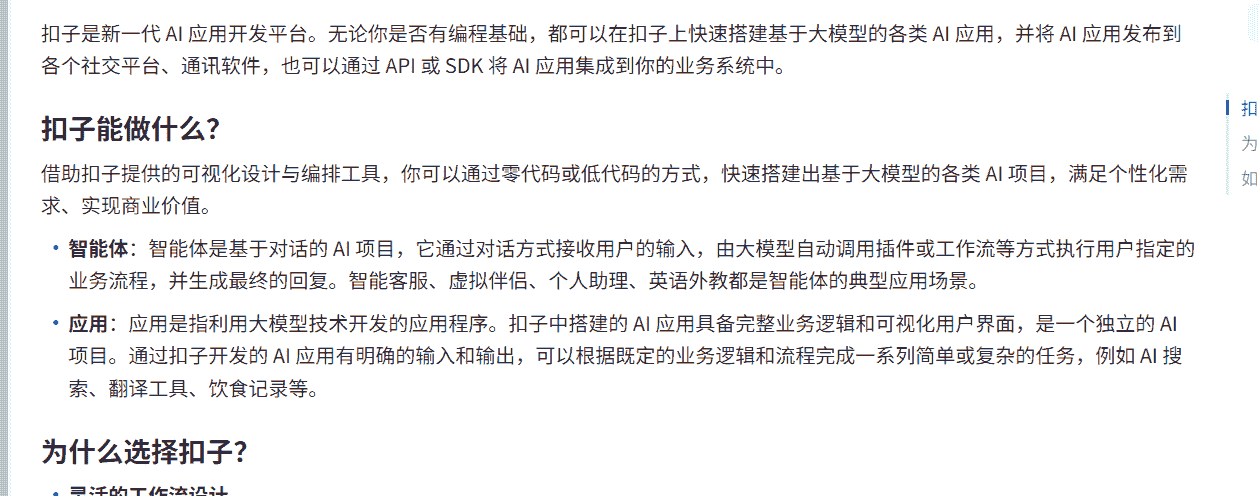 扣子是新一代 AI 应用开发平台。无论你是否有编程基础，都可以在扣子上快速搭建基于大模型的各类 AI 应用，并将 AI 应用发布到
各个社交平台、通讯软件，也可以通过 API 或 SDK 将 AI 应用集成到你的业务系统中。
扣子能做什么？
借助扣子提供的可视化设计与编排工具，你可以通过零代码或低代码的方式，快速搭建出基于大模型的各类 AI 项目，满足个性化需
求、实现商业价值。
• 智能体：智能体是基于对话的 AI 项目，它通过对话方式接收用户的输入，由大模型自动调用插件或工作流等方式执行用户指定的
业务流程，并生成最终的回复。智能客服、虚拟伴侣、个人助理、英语外教都是智能体的典型应用场景。
• 应用：应用是指利用大模型技术开发的应用程序。扣子中搭建的 AI 应用具备完整业务逻辑和可视化用户界面，是一个独立的 AI
项目。通过扣子开发的 AI 应用有明确的输入和输出，可以根据既定的业务逻辑和流程完成一系列简单或复杂的任务，例如 AI 搜
索、翻译工具、饮食记录等。
为什么选择扣子？
• 灵活的工作流设计
扣
为
如